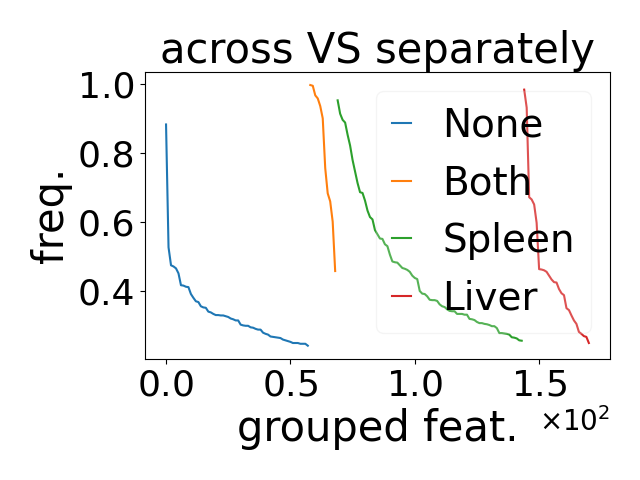 across VS separately
1.0
0.8
0.6
0.4
freq.
None
Both
Spleen
Liver
0.0 0.5 1.0 1.5
×10²
grouped feat.